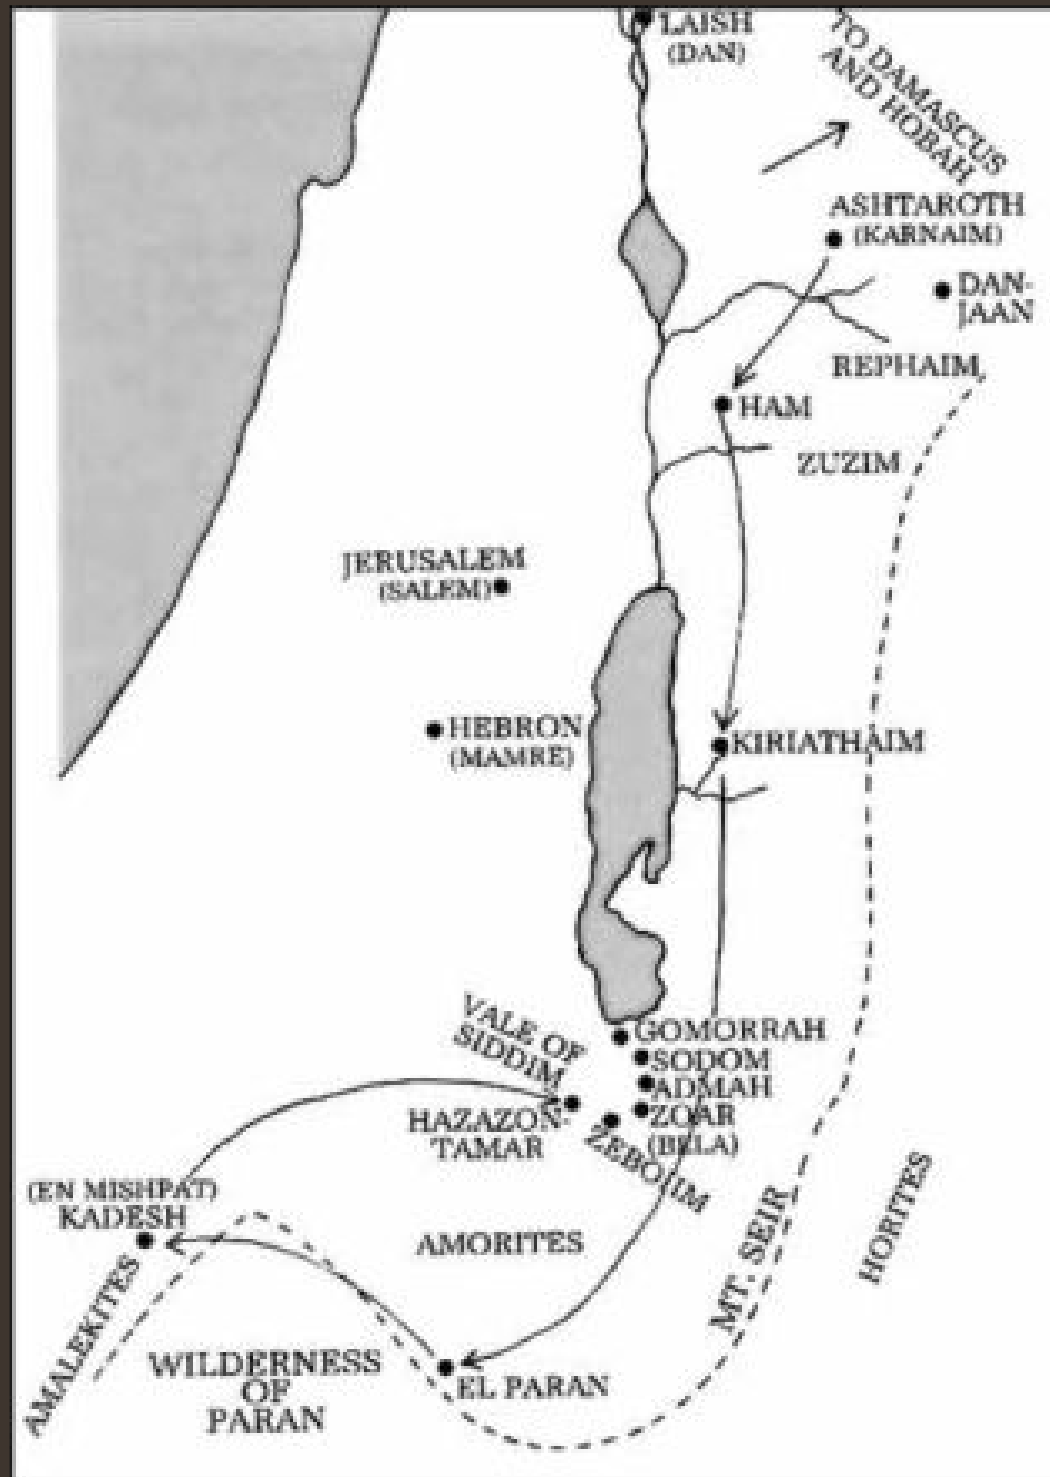 LAISH
(DAN)
TO DAMASCUS
AND HOBAH
ASHTAROTH
(KARNAIM)
DAN-
JAAN
REPHAIM
HAM
ZUZIM
JERUSALEM
(SALEM)
HEBRON
(MAMRE)
KIRIATHAIM
VALE OF
SIDDIM
GOMORRAH
SODOM
ADMAH
ZOAR
(BELA)
HAZAZON-
TAMAR
ZEBOIIM
(EN MISHPAT)
KADESH
AMORITES
MT. SEIR
HORITES
AMALEKITES
WILDERNESS
OF
PARAN
EL PARAN